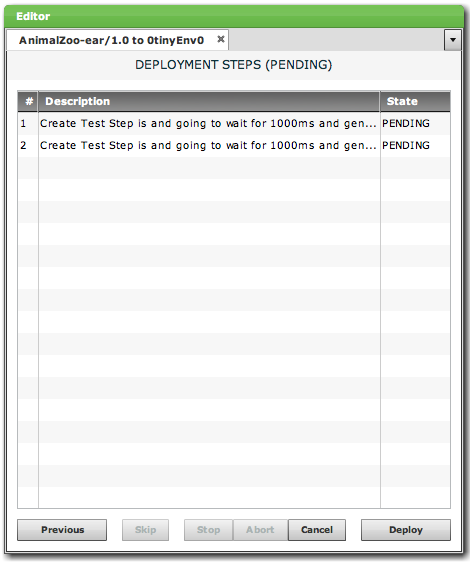 Editor
AnimalZoo-ear/1.0 to 0tinyEnv0
DEPLOYMENT STEPS (PENDING)
# Description State
1 Create Test Step is and going to wait for 1000ms and gen... PENDING
2 Create Test Step is and going to wait for 1000ms and gen... PENDING
Previous Skip Stop Abort Cancel Deploy